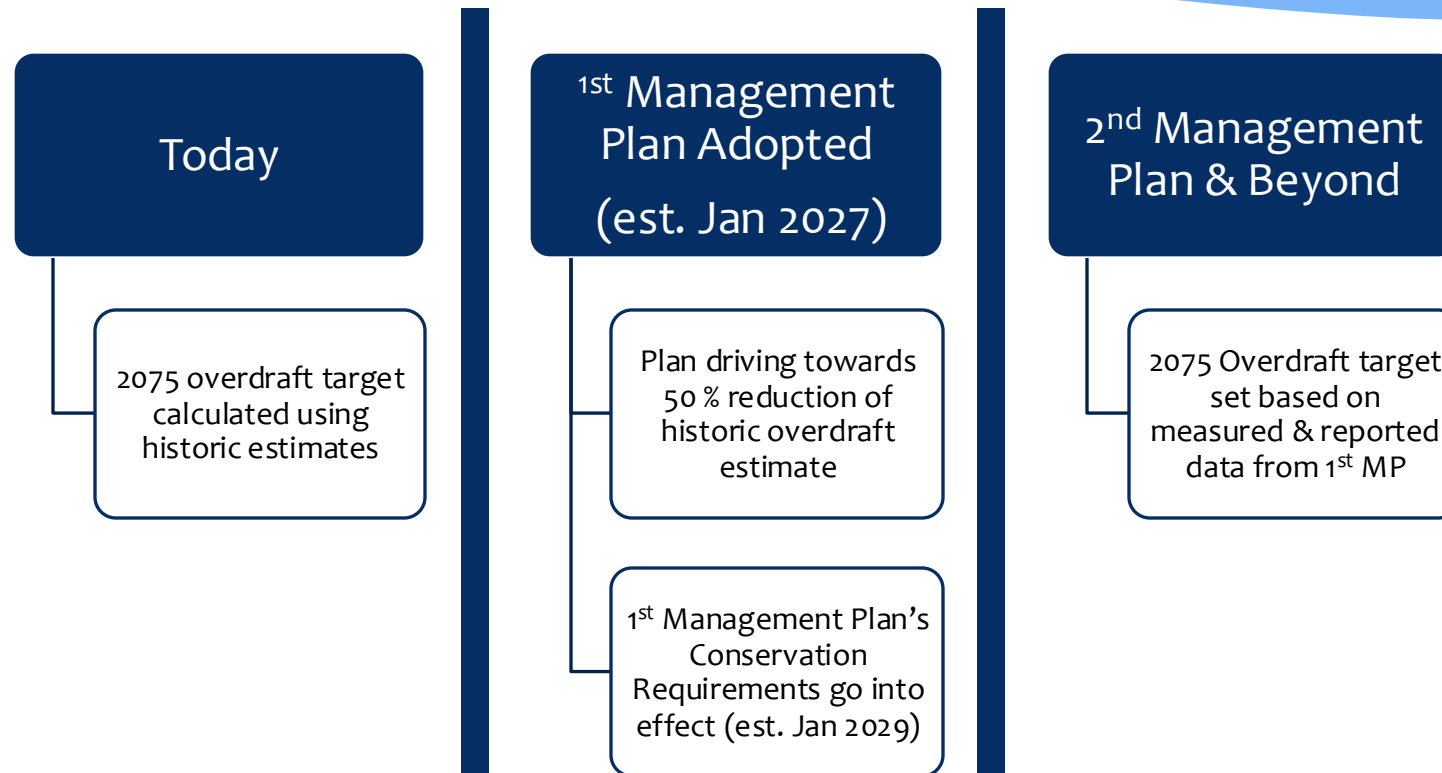 Today
2075 overdraft target
calculated using
historic estimates
1st Management
Plan Adopted
(est. Jan 2027)
Plan driving towards
50 % reduction of
historic overdraft
estimate
1st Management Plan’s
Conservation
Requirements go into
effect (est. Jan 2029)
2nd Management
Plan & Beyond
2075 Overdraft target
set based on
measured & reported
data from 1st MP